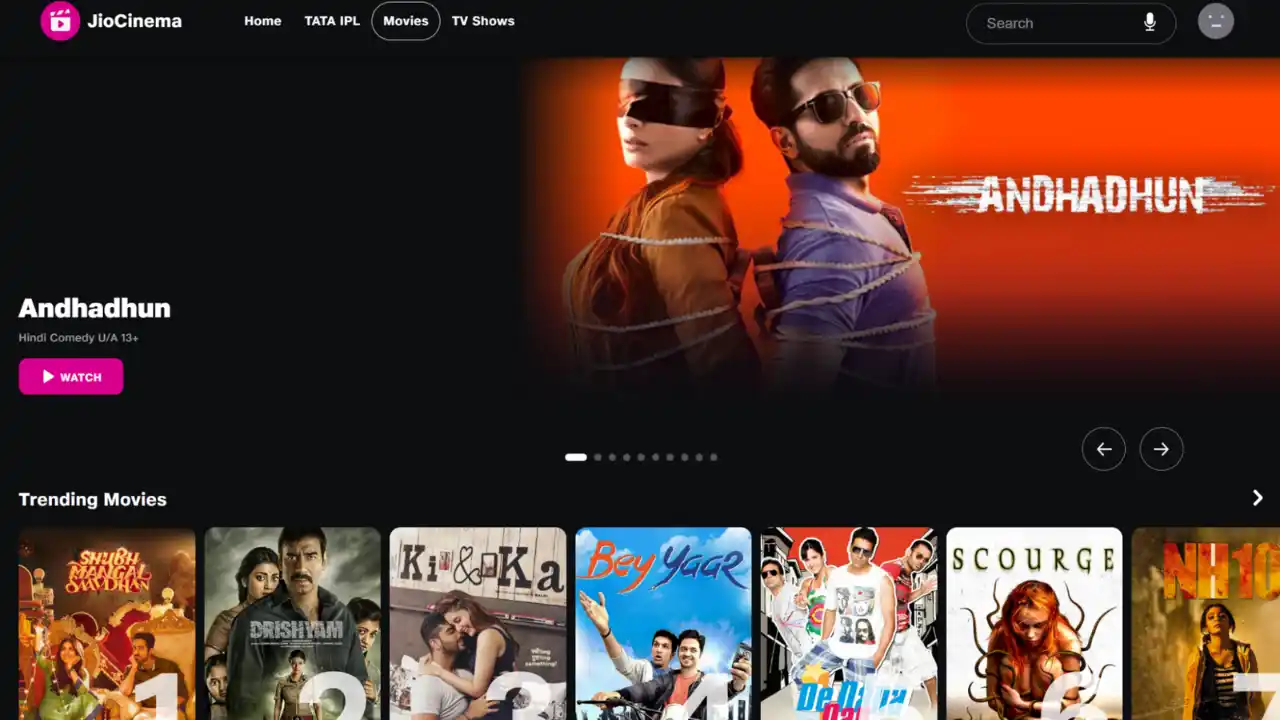 JioCinema
Home
TATA IPL
Movies
TV Shows
Search
ANDHADHUN
Andhadhun
Hindi Comedy U/A 13+
WATCH
Trending Movies
SHUBH
MANGAL
SAVDHAN
1
DRISHYAM
2
Ki & Ka
3
Bey Yaar
4
De Dana
Dan
5
SCOURGE
6
NH10
7